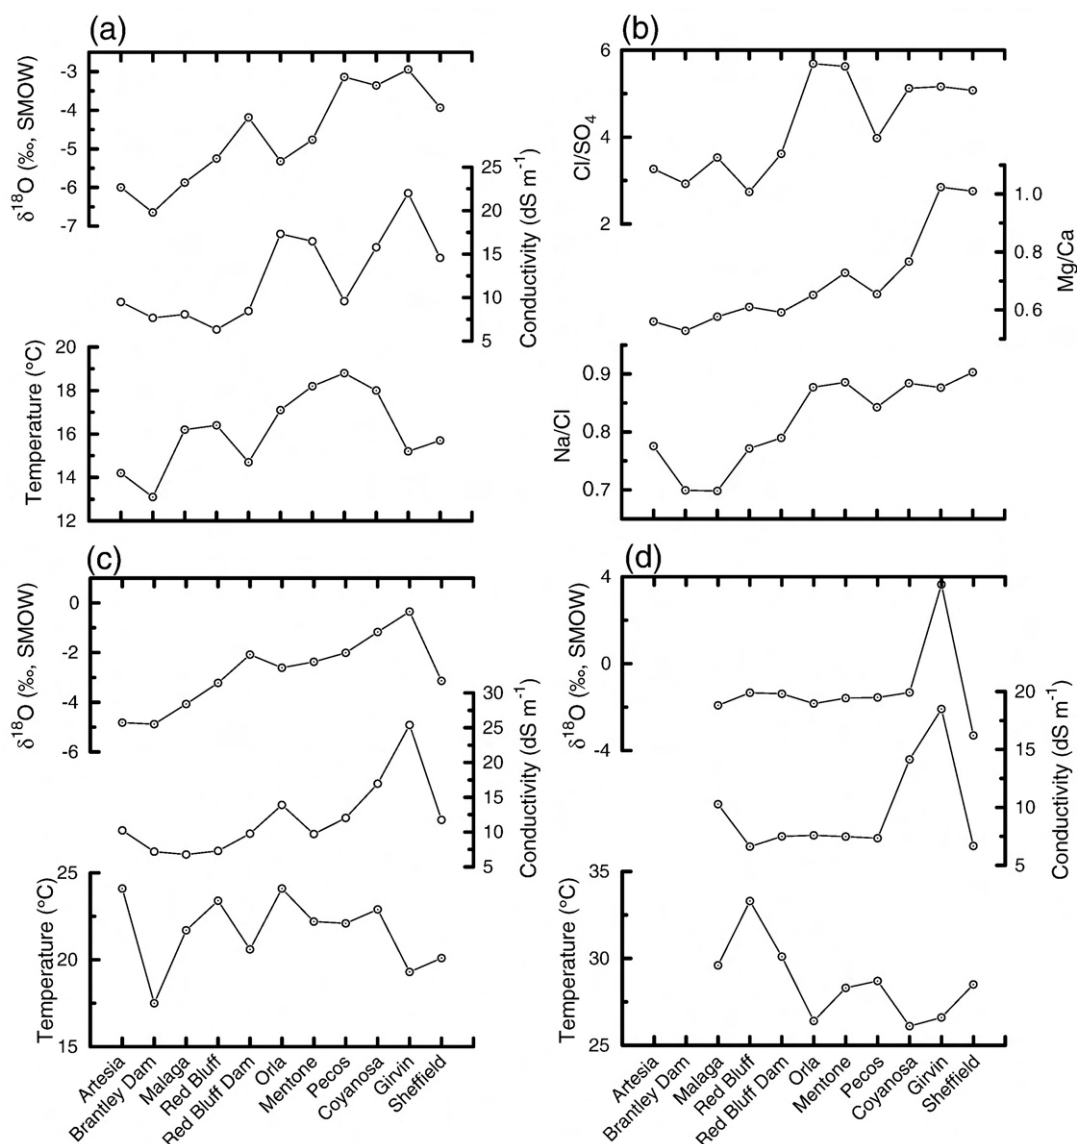 (a)
-3
-4
-5
-6
-7
δ¹⁸O (‰, SMOW)
25
20
15
10
5
Conductivity (dS m⁻¹)
20
18
16
14
12
Temperature (°C)
(b)
6
4
2
Cl/SO₄
1.0
0.8
0.6
Mg/Ca
0.9
0.8
0.7
Na/Cl
(c)
0
-2
-4
-6
δ¹⁸O (‰, SMOW)
30
25
20
15
10
5
Conductivity (dS m⁻¹)
25
20
15
Temperature (°C)
Artesia
Brantley Dam
Malaga
Red Bluff
Red Bluff Dam
Orla
Mentone
Pecos
Coyanosa
Girvin
Sheffield
(d)
4
0
-4
δ¹⁸O (‰, SMOW)
20
15
10
5
Conductivity (dS m⁻¹)
35
30
25
Temperature (°C)
Artesia
Brantley Dam
Malaga
Red Bluff
Red Bluff Dam
Orla
Mentone
Pecos
Coyanosa
Girvin
Sheffield